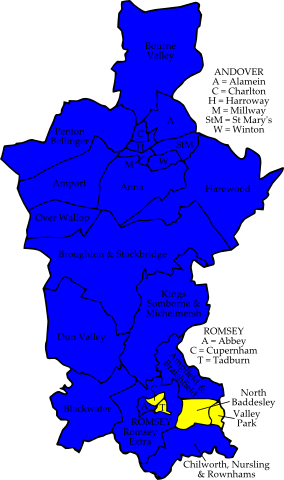 Bourne
Valley
ANDOVER
A = Alamein
C = Charlton
H = Harroway
M = Millway
StM = St Mary's
W = Winton
A
C
H
StM
M
W
Penton
Bellinger
Amport
Anna
Harewood
Over Wallop
Broughton & Stockbridge
Kings
Somborne &
Michelmersh
Dun Valley
ROMSEY
A = Abbey
C = Cupernham
T = Tadburn
Ampfield &
Braishfield
North
Baddesley
Valley
Park
Blackwater
ROMSEY
Romsey
Extra
Chilworth, Nursling
& Rownhams